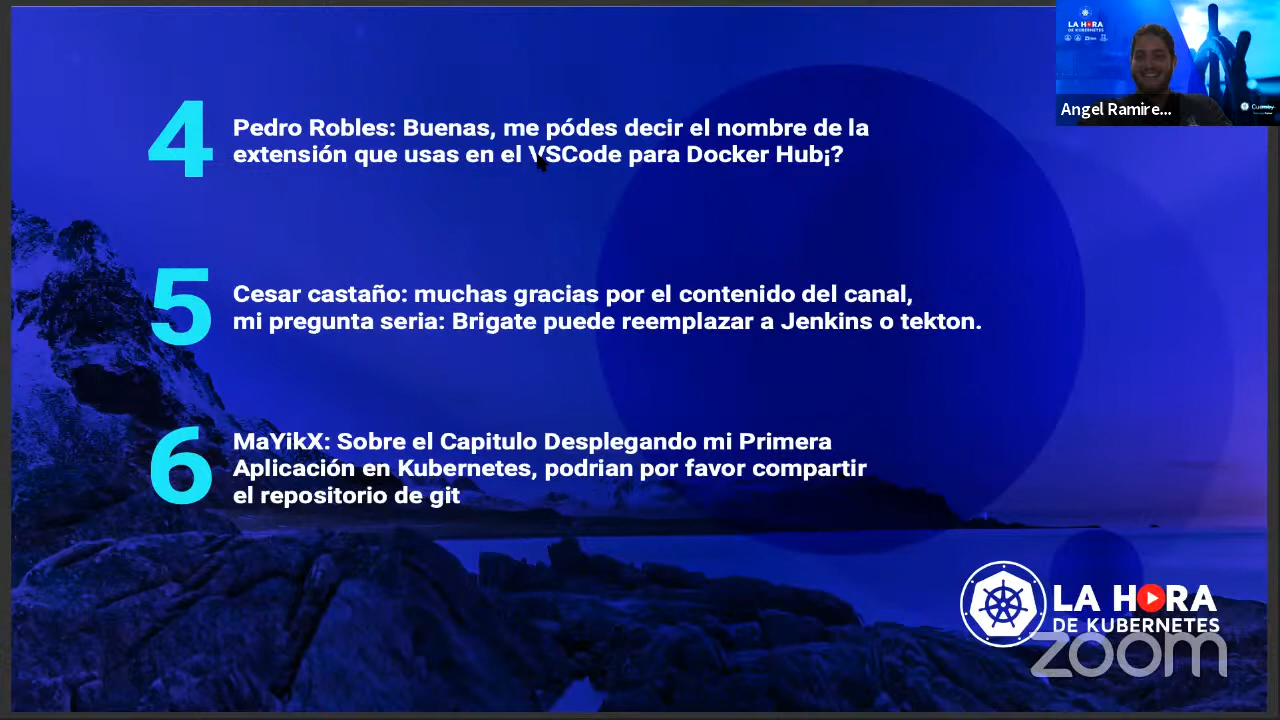 LA HORA
DE KUBERNETES
Angel Ramire...
4
Pedro Robles: Buenas, me pódes decir el nombre de la
extensión que usas en el VSCode para Docker Hub¡?
5
Cesar castaño: muchas gracias por el contenido del canal,
mi pregunta seria: Brigate puede reemplazar a Jenkins o tekton.
6
MaYikX: Sobre el Capitulo Desplegando mi Primera
Aplicación en Kubernetes, podrian por favor compartir
el repositorio de git
LA HORA
DE KUBERNETES
zoom